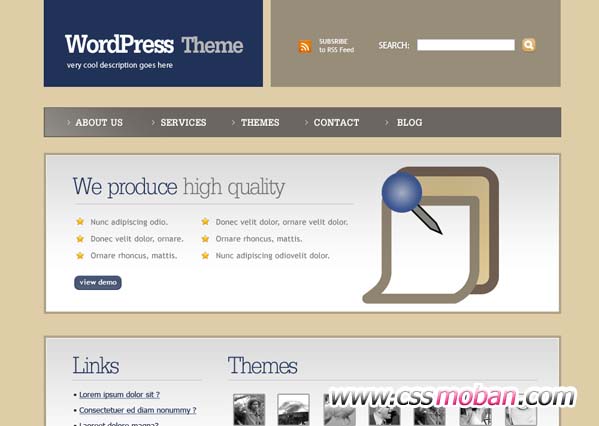 WordPress Theme
very cool description goes here
SUBSRIBE
to RSS Feed
SEARCH:
ABOUT US
SERVICES
THEMES
CONTACT
BLOG
We produce high quality
Nunc adipiscing odio.
Donec velit dolor, ornare velit dolor.
Donec velit dolor, ornare.
Ornare rhoncus, mattis.
Ornare rhoncus, mattis.
Nunc adipiscing odiovelit dolor.
view demo
Links
Themes
• Lorem ipsum dolor sit ?
• Consectetuer ed diam nonummy ?
• Laoreet dolore magna?
www.cssmoban.com